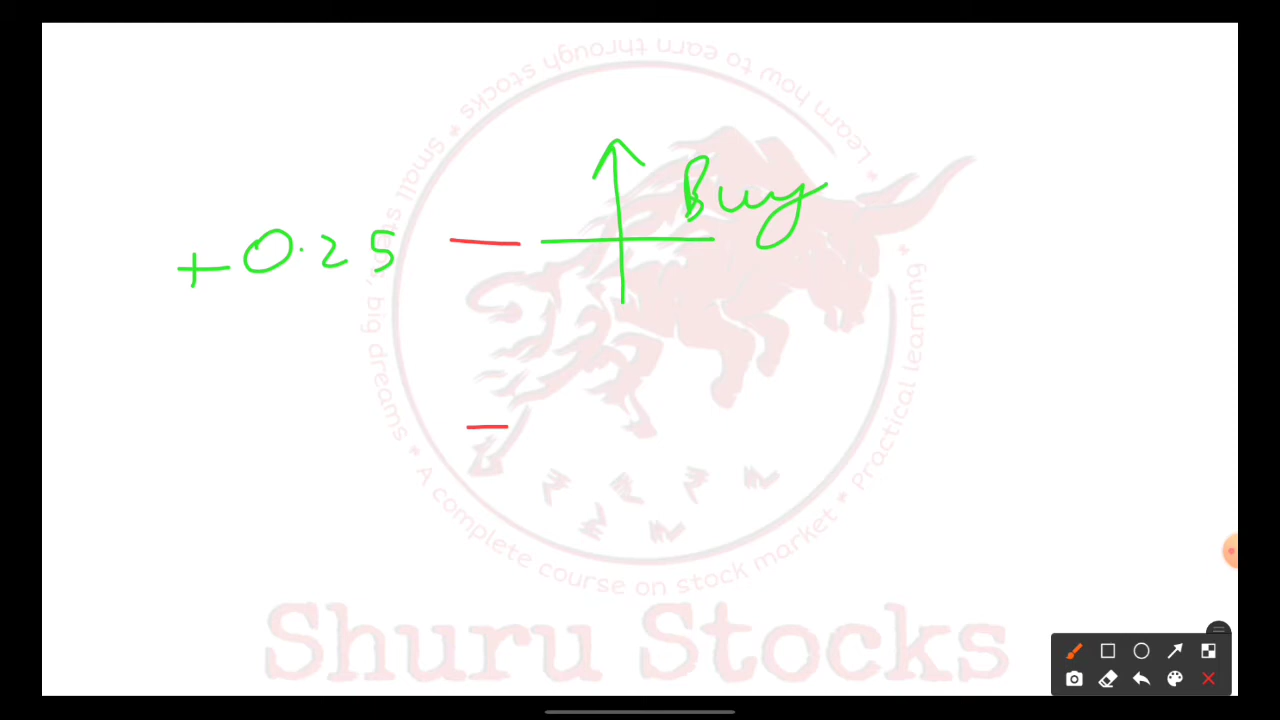 Learn how to earn through stocks * Small steps, big dreams * A complete course on stock market * Practical learning *
Buy
+0.25
Shuru Stocks